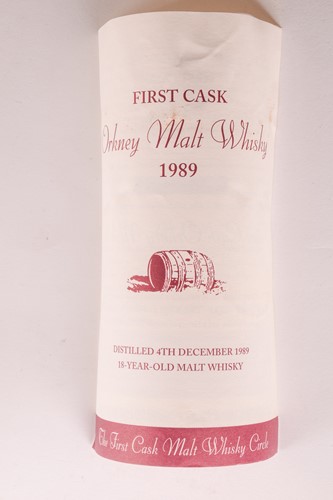 FIRST CASK
Orkney Malt Whisky
1989
DISTILLED 4TH DECEMBER 1989
18-YEAR-OLD MALT WHISKY
The First Cask Malt Whisky Circle